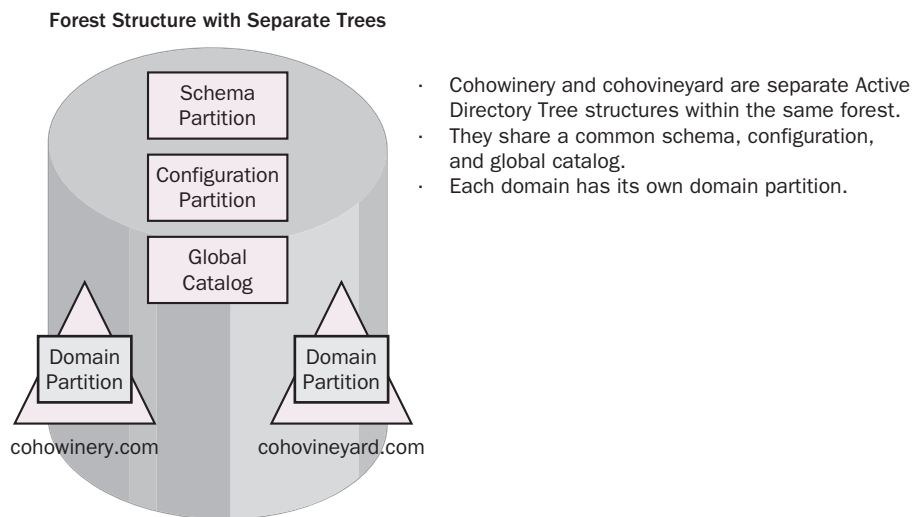 Forest Structure with Separate Trees
Schema
Partition
Configuration
Partition
Global
Catalog
Domain
Partition
cohowinery.com
Domain
Partition
cohovineyard.com
· Cohowinery and cohovineyard are separate Active
Directory Tree structures within the same forest.
· They share a common schema, configuration,
and global catalog.
· Each domain has its own domain partition.